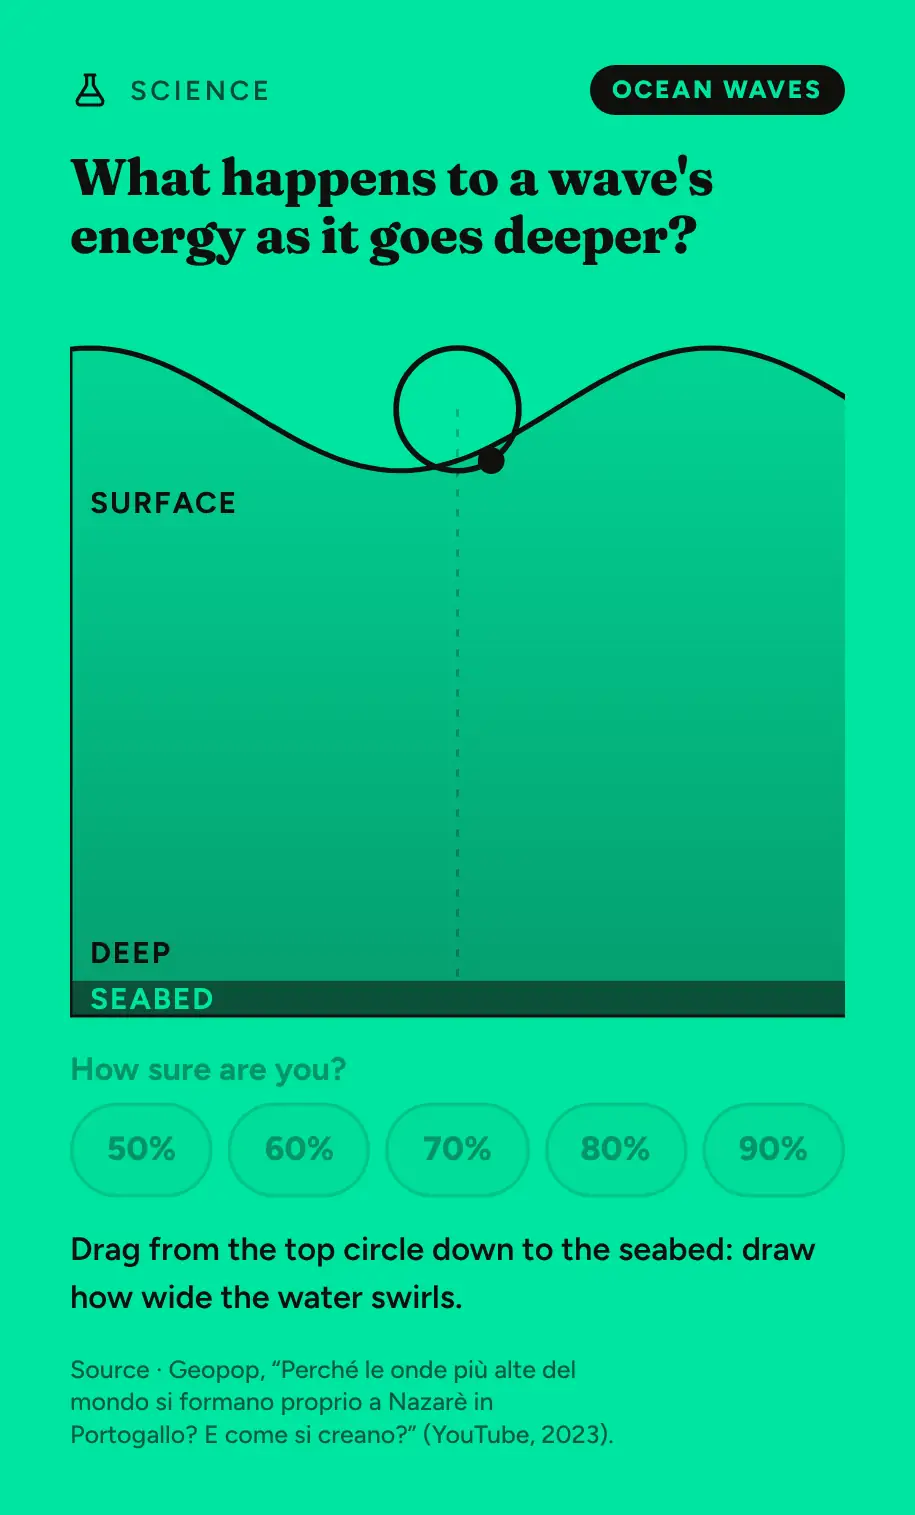 SCIENCE
OCEAN WAVES
What happens to a wave's
energy as it goes deeper?
SURFACE
DEEP
SEABED
How sure are you?
50% 60% 70% 80% 90%
Drag from the top circle down to the seabed: draw
how wide the water swirls.
Source · Geopop, “Perché le onde più alte del
mondo si formano proprio a Nazarè in
Portogallo? E come si creano?” (YouTube, 2023).